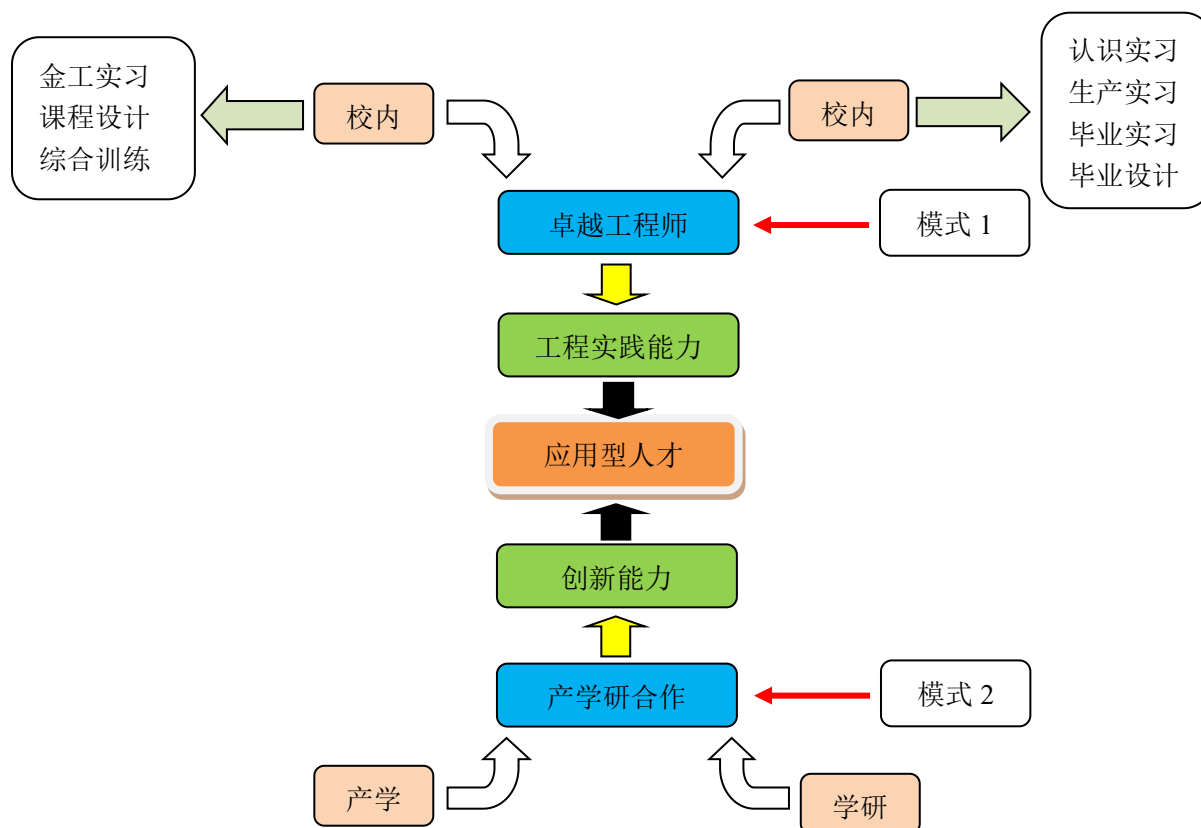 金工实习
课程设计
综合训练
校内
校内
认识实习
生产实习
毕业实习
毕业设计
卓越工程师
模式 1
工程实践能力
应用型人才
创新能力
产学研合作
模式 2
产学
学研